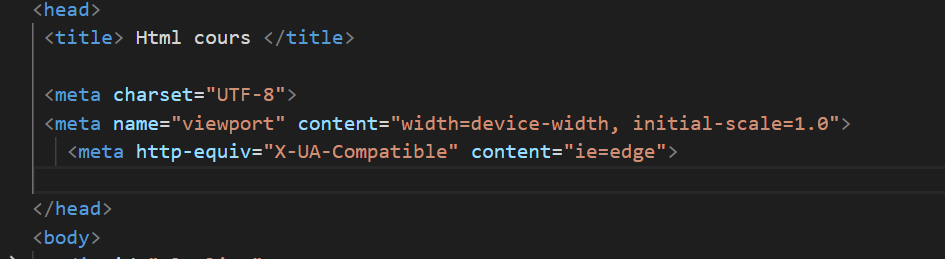 <head>
<title> Html cours </title>
<meta charset="UTF-8">
<meta name="viewport" content="width=device-width, initial-scale=1.0">
<meta http-equiv="X-UA-Compatible" content="ie=edge">
</head>
<body>